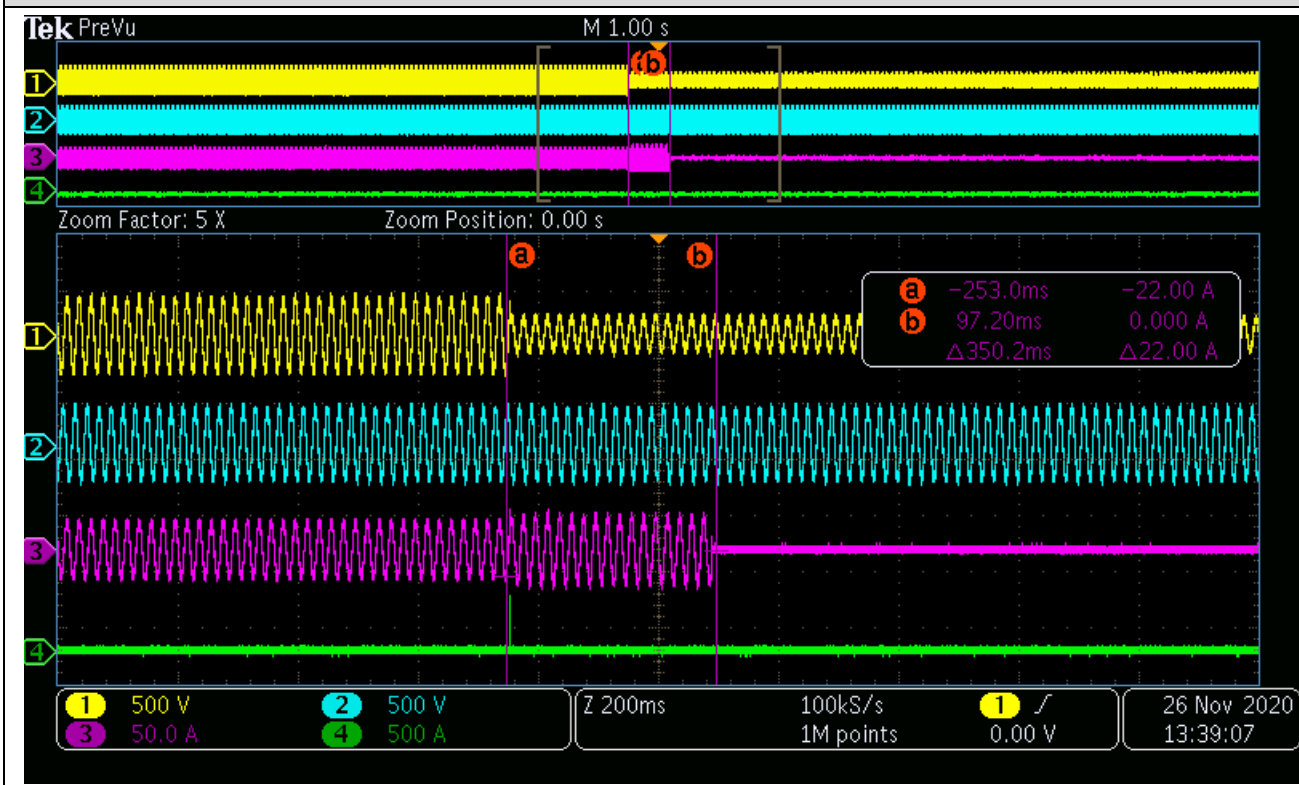 Tek PreVu M 1.00 s
b
1
2
3
4
Zoom Factor: 5 X Zoom Position: 0.00 s
a b
a -253.0ms -22.00 A
b 97.20ms 0.000 A
△350.2ms △22.00 A
1
2
3
4
1 500 V 2 500 V Z 200ms 100kS/s 1 ƒ 26 Nov 2020
3 50.0 A 4 500 A 1M points 0.00 V 13:39:07